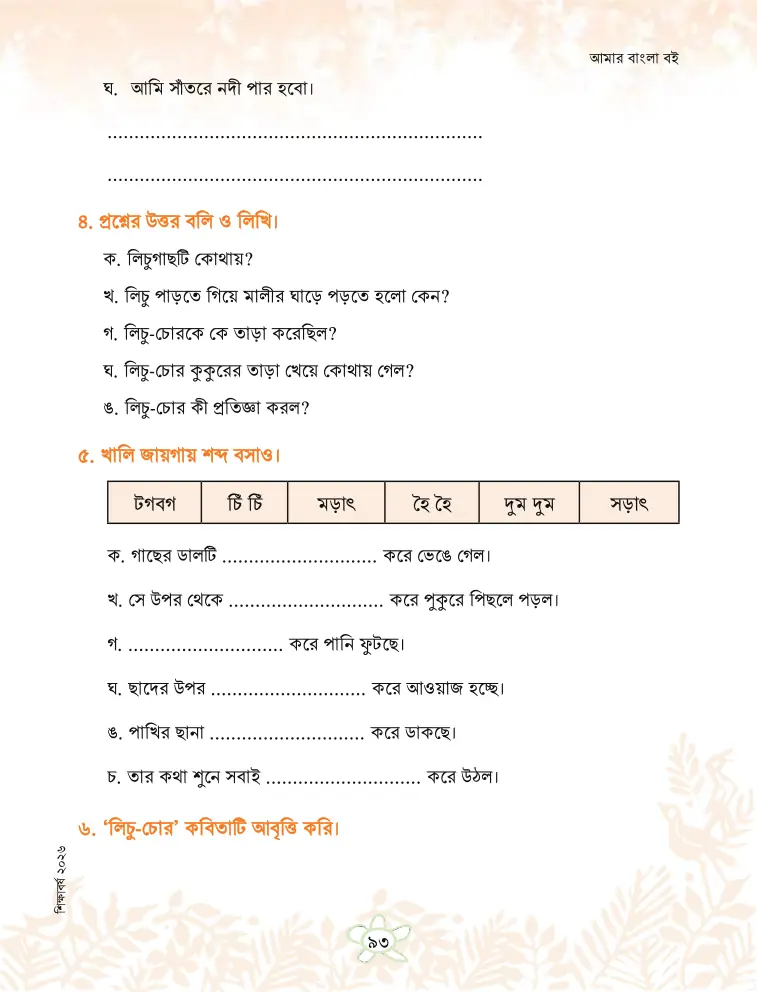 আমার বাংলা বই
ঘ. আমি সাঁতরে নদী পার হবো।
......................................................................
......................................................................
৪. প্রশ্নের উত্তর বলি ও লিখি।
ক. লিচুগাছটি কোথায়?
খ. লিচু পাড়তে গিয়ে মালীর ঘাড়ে পড়তে হলো কেন?
গ. লিচু-চোরকে কে তাড়া করেছিল?
ঘ. লিচু-চোর কুকুরের তাড়া খেয়ে কোথায় গেল?
ঙ. লিচু-চোর কী প্রতিজ্ঞা করল?
৫. খালি জায়গায় শব্দ বসাও।
টগবগ চিঁ চিঁ মড়াৎ হৈ হৈ দুম দুম সড়াৎ
ক. গাছের ডালটি ............................. করে ভেঙে গেল।
খ. সে উপর থেকে ............................. করে পুকুরে পিছলে পড়ল।
গ. ............................. করে পানি ফুটছে।
ঘ. ছাদের উপর ............................. করে আওয়াজ হচ্ছে।
ঙ. পাখির ছানা ............................. করে ডাকছে।
চ. তার কথা শুনে সবাই ............................. করে উঠল।
৬. ‘লিচু-চোর’ কবিতাটি আবৃত্তি করি।
শিক্ষাবর্ষ ২০২৬
৯৩